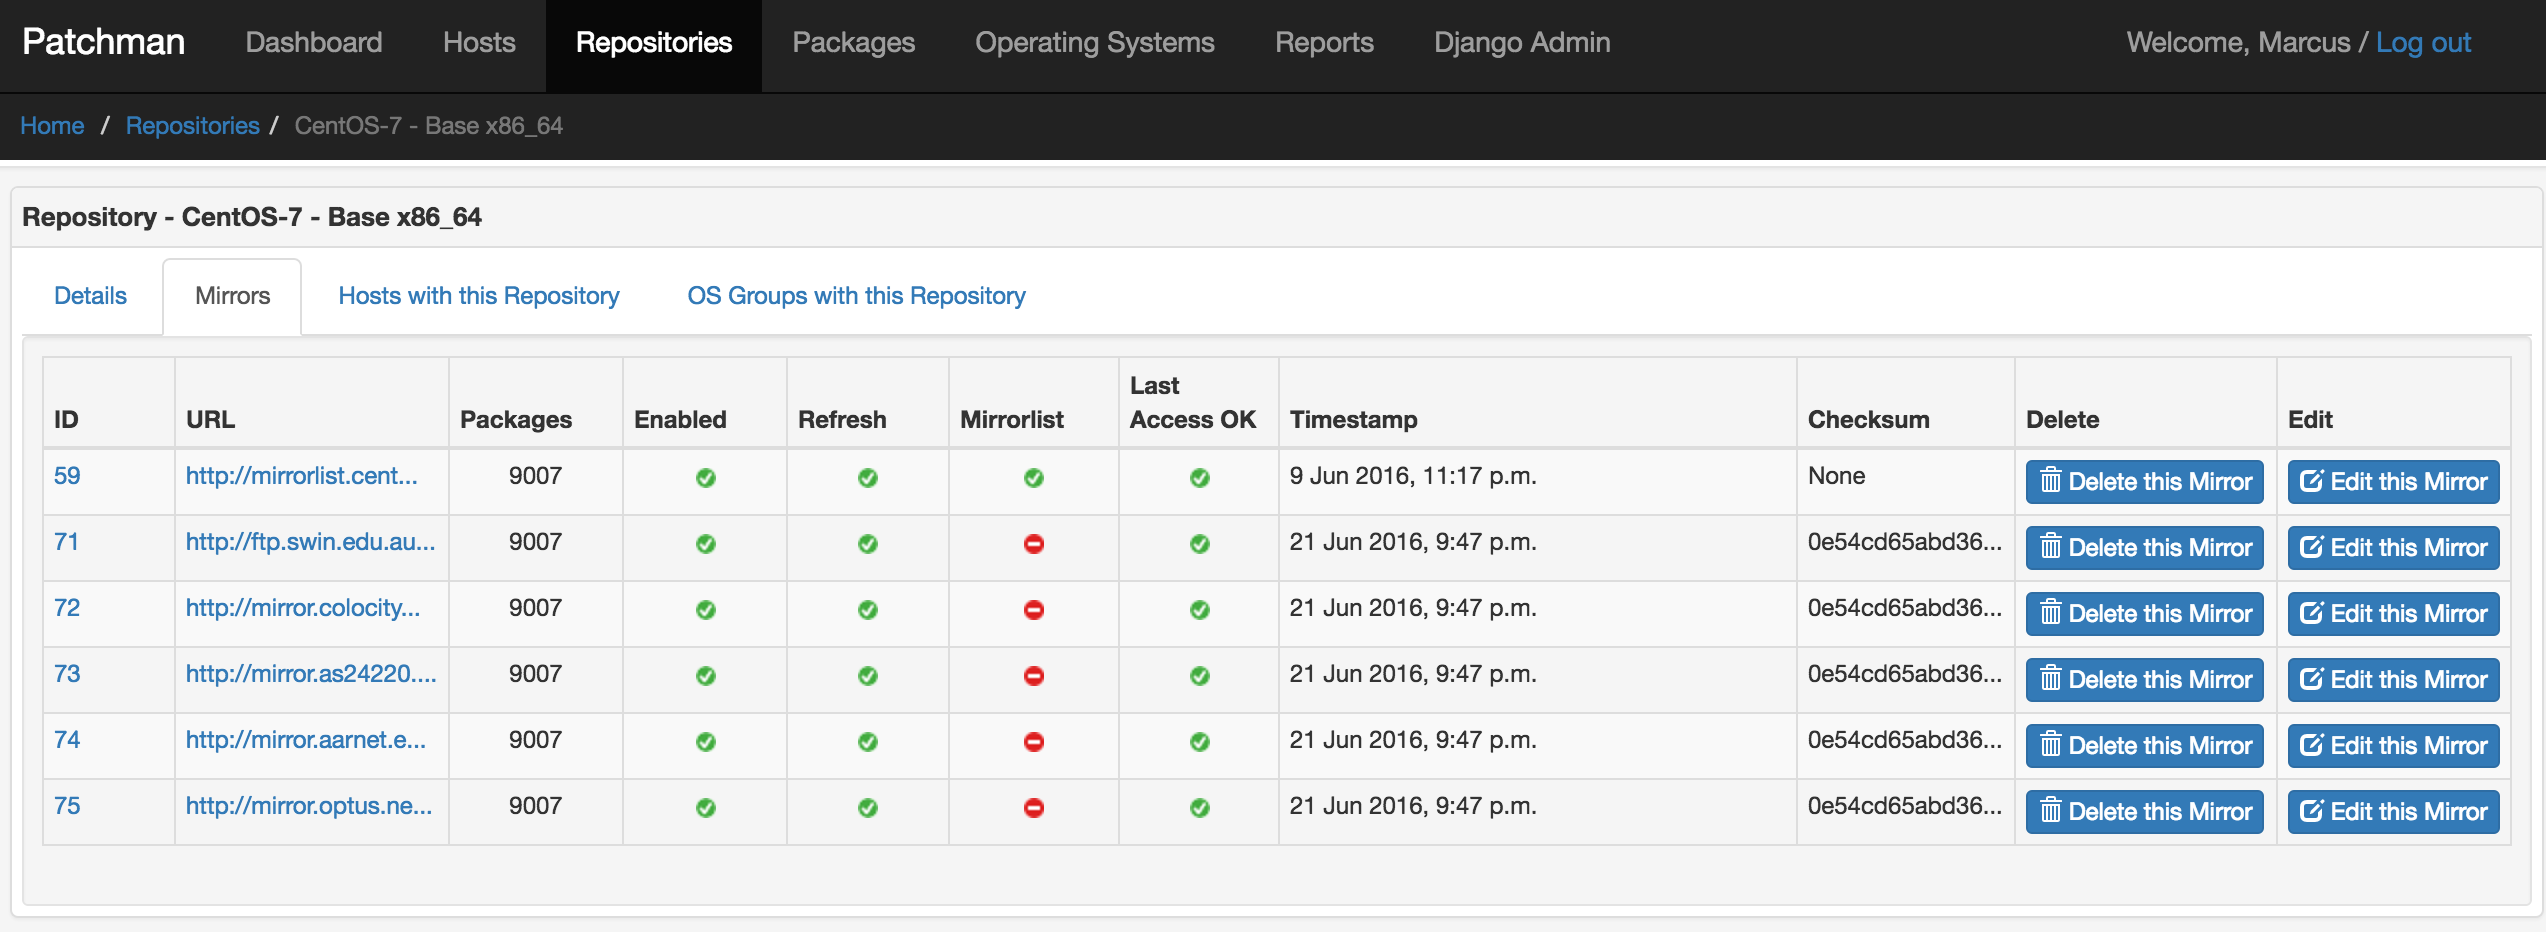 Patchman Dashboard Hosts Repositories Packages Operating Systems Reports Django Admin Welcome, Marcus / Log out
Home / Repositories / CentOS-7 - Base x86_64
Repository - CentOS-7 - Base x86_64
Details Mirrors Hosts with this Repository OS Groups with this Repository
ID URL Packages Enabled Refresh Mirrorlist Last Access OK Timestamp Checksum Delete Edit
59 http://mirrorlist.cent... 9007 9 Jun 2016, 11:17 p.m. None Delete this Mirror Edit this Mirror
71 http://ftp.swin.edu.au... 9007 21 Jun 2016, 9:47 p.m. 0e54cd65abd36... Delete this Mirror Edit this Mirror
72 http://mirror.colocity... 9007 21 Jun 2016, 9:47 p.m. 0e54cd65abd36... Delete this Mirror Edit this Mirror
73 http://mirror.as24220.... 9007 21 Jun 2016, 9:47 p.m. 0e54cd65abd36... Delete this Mirror Edit this Mirror
74 http://mirror.aarnet.e... 9007 21 Jun 2016, 9:47 p.m. 0e54cd65abd36... Delete this Mirror Edit this Mirror
75 http://mirror.optus.ne... 9007 21 Jun 2016, 9:47 p.m. 0e54cd65abd36... Delete this Mirror Edit this Mirror